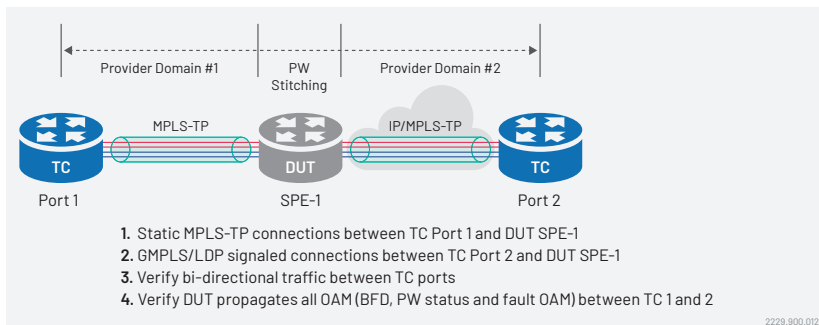 Provider Domain #1
PW
Stitching
Provider Domain #2
MPLS-TP
IP/MPLS-TP
TC
DUT
TC
Port 1
SPE-1
Port 2
1. Static MPLS-TP connections between TC Port 1 and DUT SPE-1
2. GMPLS/LDP signaled connections between TC Port 2 and DUT SPE-1
3. Verify bi-directional traffic between TC ports
4. Verify DUT propagates all OAM (BFD, PW status and fault OAM) between TC 1 and 2
2229.900.012